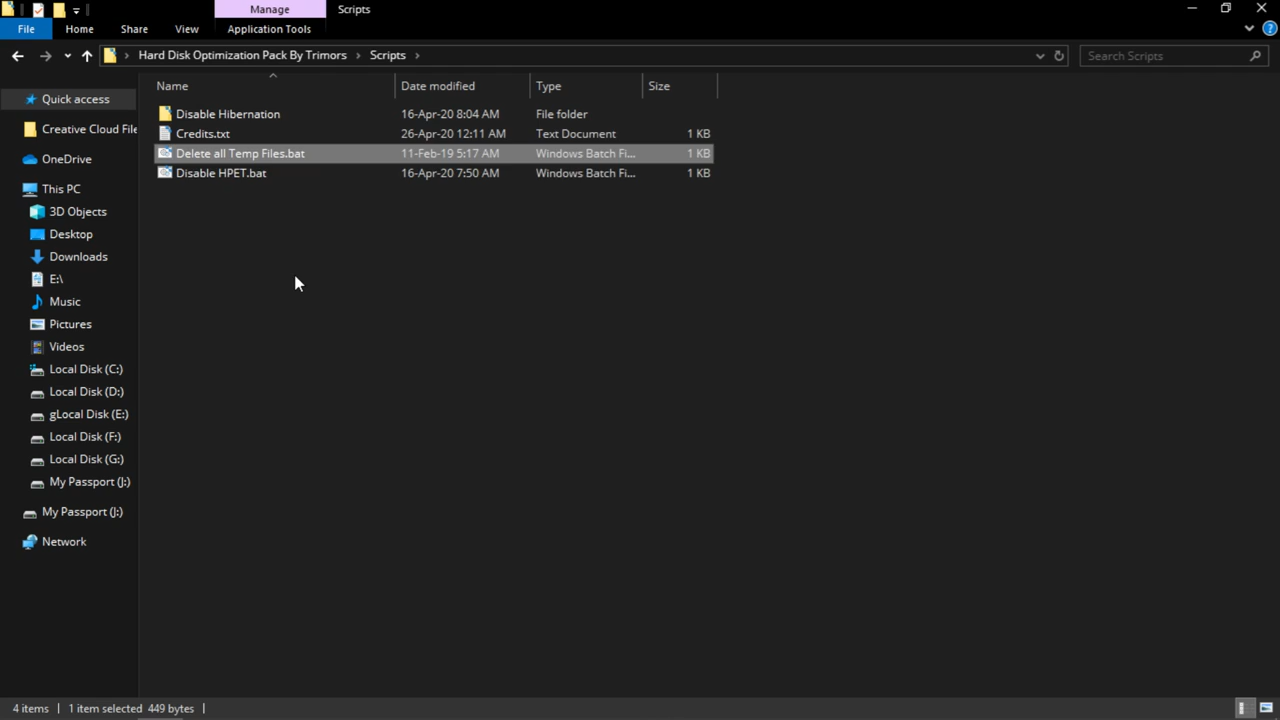 Manage
Scripts
File
Home
Share
View
Application Tools
Hard Disk Optimization Pack By Trimors
Scripts
Search Scripts
Name
Date modified
Type
Size
Quick access
Creative Cloud File
OneDrive
This PC
3D Objects
Desktop
Downloads
E:\
Music
Pictures
Videos
Local Disk (C:)
Local Disk (D:)
gLocal Disk (E:)
Local Disk (F:)
Local Disk (G:)
My Passport (J:)
My Passport (J:)
Network
Disable Hibernation 16-Apr-20 8:04 AM File folder
Credits.txt 26-Apr-20 12:11 AM Text Document 1 KB
Delete all Temp Files.bat 11-Feb-19 5:17 AM Windows Batch Fi... 1 KB
Disable HPET.bat 16-Apr-20 7:50 AM Windows Batch Fi... 1 KB
4 items
1 item selected 449 bytes